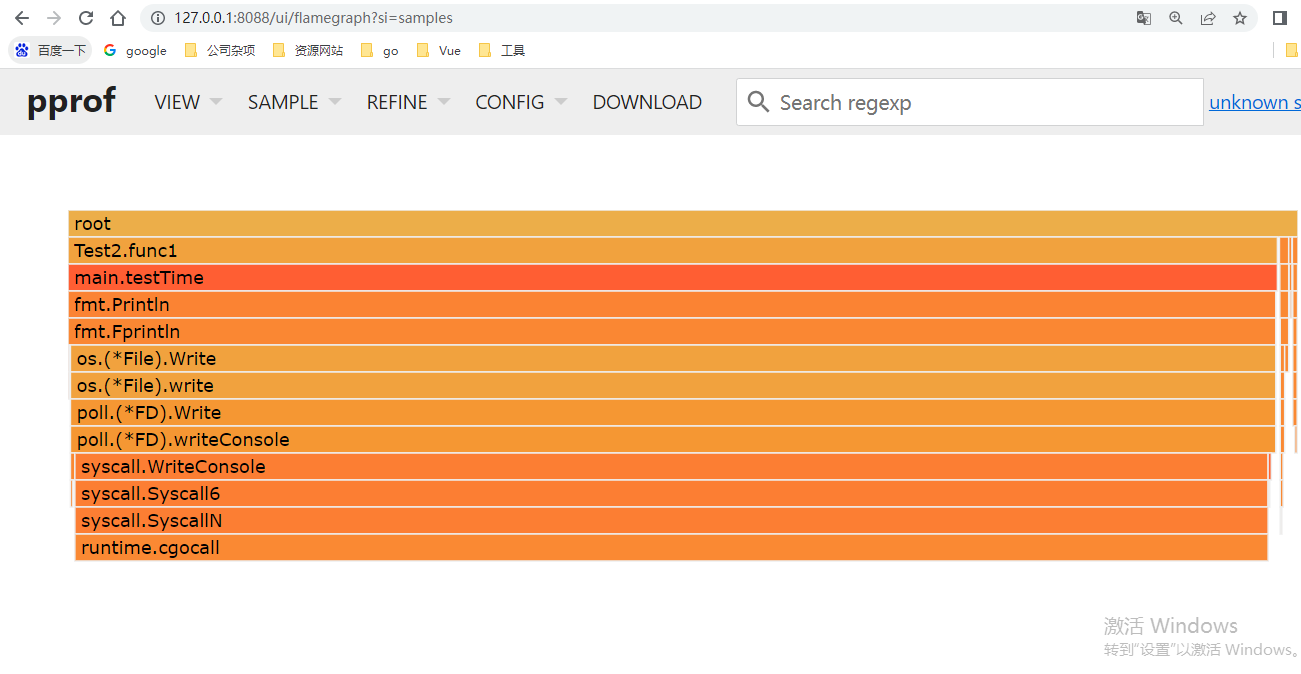 127.0.0.1:8088/ui/flamegraph?si=samples
百度一下 google 公司杂项 资源网站 go Vue 工具
pprof VIEW SAMPLE REFINE CONFIG DOWNLOAD Search regexp unknown s
root
Test2.func1
main.testTime
fmt.Println
fmt.Fprintln
os.(*File).Write
os.(*File).write
poll.(*FD).Write
poll.(*FD).writeConsole
syscall.WriteConsole
syscall.Syscall6
syscall.SyscallN
runtime.cgocall
激活 Windows
转到"设置"以激活 Windows。